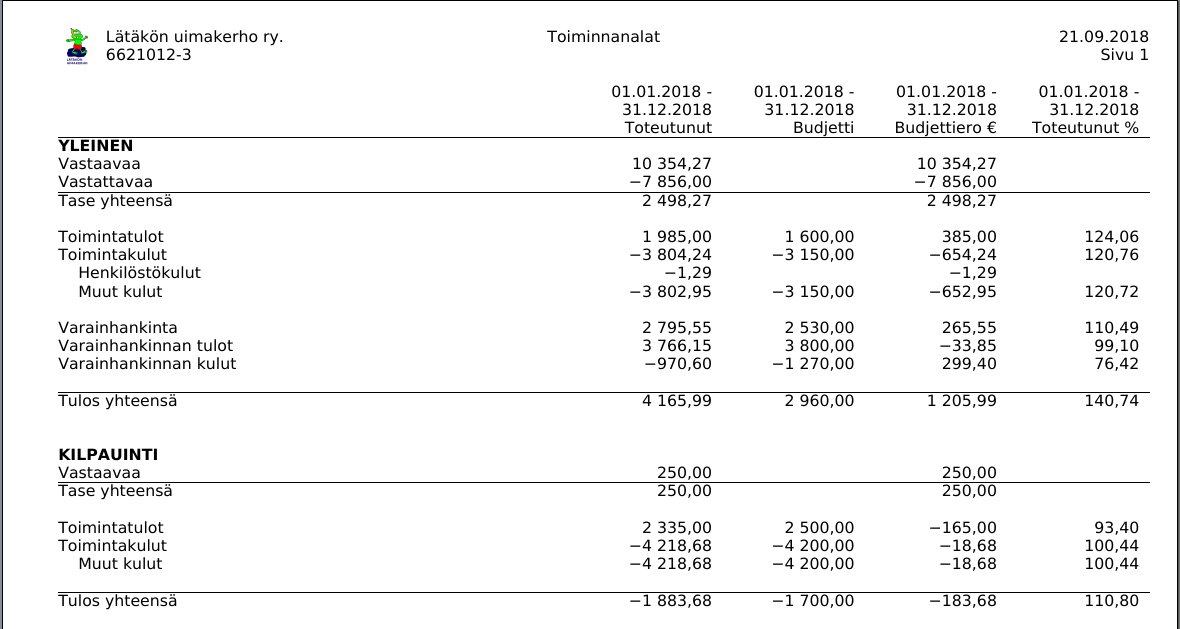 Lätäkön uimakerho ry. Toiminnanalat 21.09.2018
6621012-3 Sivu 1
01.01.2018 - 01.01.2018 - 01.01.2018 - 01.01.2018 -
31.12.2018 31.12.2018 31.12.2018 31.12.2018
Toteutunut Budjetti Budjettiero € Toteutunut %
YLEINEN
Vastaavaa 10 354,27 10 354,27
Vastattavaa −7 856,00 −7 856,00
Tase yhteensä 2 498,27 2 498,27
Toimintatulot 1 985,00 1 600,00 385,00 124,06
Toimintakulut −3 804,24 −3 150,00 −654,24 120,76
Henkilöstökulut −1,29 −1,29
Muut kulut −3 802,95 −3 150,00 −652,95 120,72
Varainhankinta 2 795,55 2 530,00 265,55 110,49
Varainhankinnan tulot 3 766,15 3 800,00 −33,85 99,10
Varainhankinnan kulut −970,60 −1 270,00 299,40 76,42
Tulos yhteensä 4 165,99 2 960,00 1 205,99 140,74
KILPAUINTI
Vastaavaa 250,00 250,00
Tase yhteensä 250,00 250,00
Toimintatulot 2 335,00 2 500,00 −165,00 93,40
Toimintakulut −4 218,68 −4 200,00 −18,68 100,44
Muut kulut −4 218,68 −4 200,00 −18,68 100,44
Tulos yhteensä −1 883,68 −1 700,00 −183,68 110,80